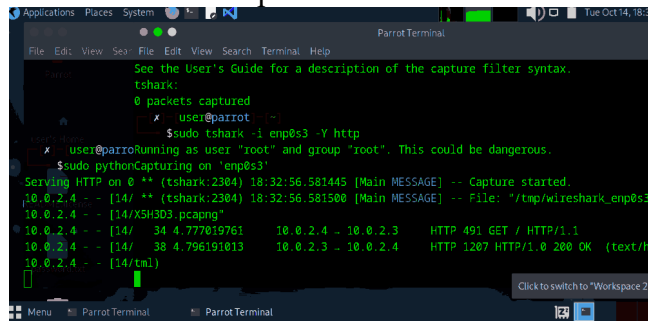 Applications Places System Tue Oct 14, 18:3
Parrot Terminal
File Edit View Sear File Edit View Search Terminal Help
See the User's Guide for a description of the capture filter syntax.
tshark:
0 packets captured
x user@parrot ~
$sudo tshark -i enp0s3 -Y http
x user@parroRunning as user "root" and group "root". This could be dangerous.
$sudo pythonCapturing on 'enp0s3'
Serving HTTP on 0 ** (tshark:2304) 18:32:56.581445 [Main MESSAGE] -- Capture started.
10.0.2.4 - - [14/ ** (tshark:2304) 18:32:56.581500 [Main MESSAGE] -- File: "/tmp/wireshark_enp0s3
10.0.2.4 - - [14/X5H3D3.pcapng"
10.0.2.4 - - [14/ 34 4.777019761 10.0.2.4 → 10.0.2.3 HTTP 491 GET / HTTP/1.1
10.0.2.4 - - [14/ 38 4.796191013 10.0.2.3 → 10.0.2.4 HTTP 1207 HTTP/1.0 200 OK (text/h
10.0.2.4 - - [14/tml)
Click to switch to "Workspace 2
Menu Parrot Terminal Parrot Terminal